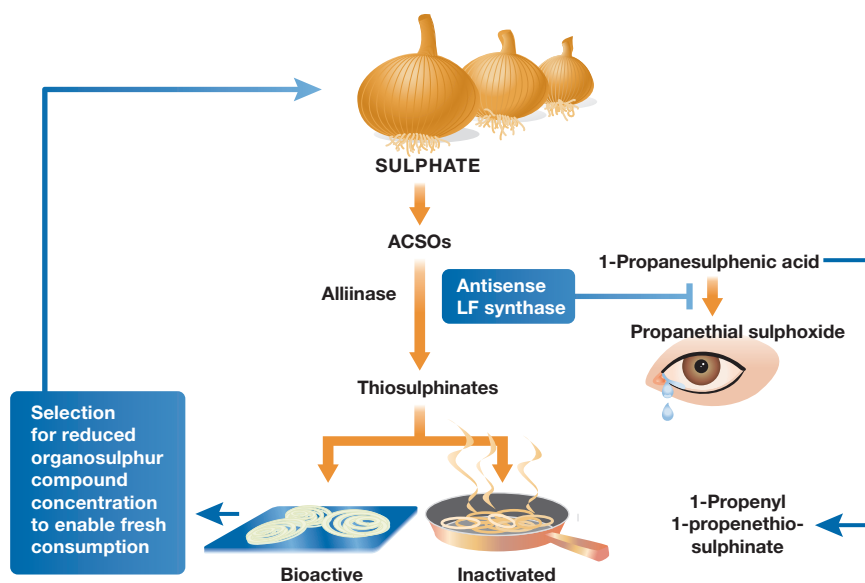 SULPHATE
ACSOs
Alliinase
Antisense
LF synthase
1-Propanesulphenic acid
Propanethial sulphoxide
Thiosulphinates
Selection
for reduced
organosulphur
compound
concentration
to enable fresh
consumption
Bioactive
Inactivated
1-Propenyl
1-propenethio-
sulphinate